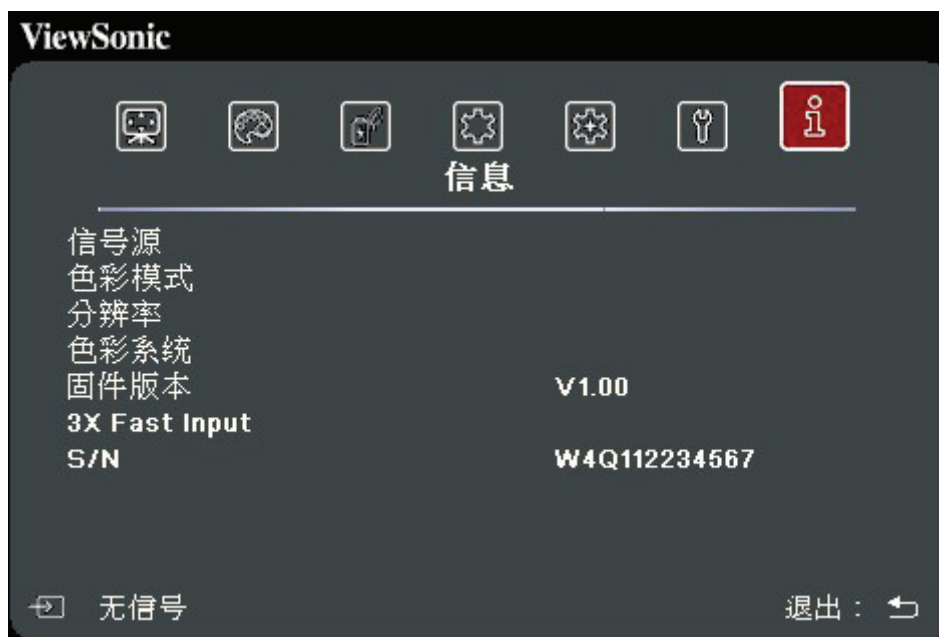 ViewSonic
信息
信号源
色彩模式
分辨率
色彩系统
固件版本 V1.00
3X Fast Input
S/N W4Q112234567
无信号 退出：